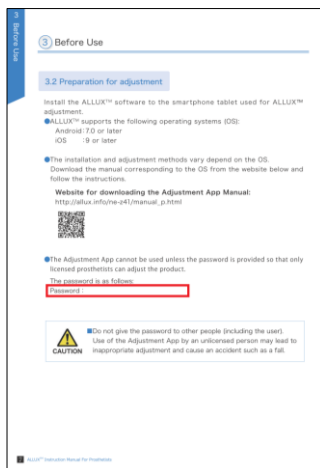 3 Before Use
3 Before Use
3.2 Preparation for adjustment
Install the ALLUX™ software to the smartphone tablet used for ALLUX™
adjustment.
●ALLUX™ supports the following operating systems (OS):
Android : 7.0 or later
iOS : 9 or later
●The installation and adjustment methods vary depend on the OS.
Download the manual corresponding to the OS from the website below and
follow the instructions.
Website for downloading the Adjustment App Manual:
http://allux.info/ne-z41/manual_p.html
●The Adjustment App cannot be used unless the password is provided so that only
licensed prosthetists can adjust the product.
The password is as follows:
Password :
CAUTION
■Do not give the password to other people (including the user).
Use of the Adjustment App by an unlicensed person may lead to
inappropriate adjustment and cause an accident such as a fall.
ALLUX™ Instruction Manual For Prosthetists